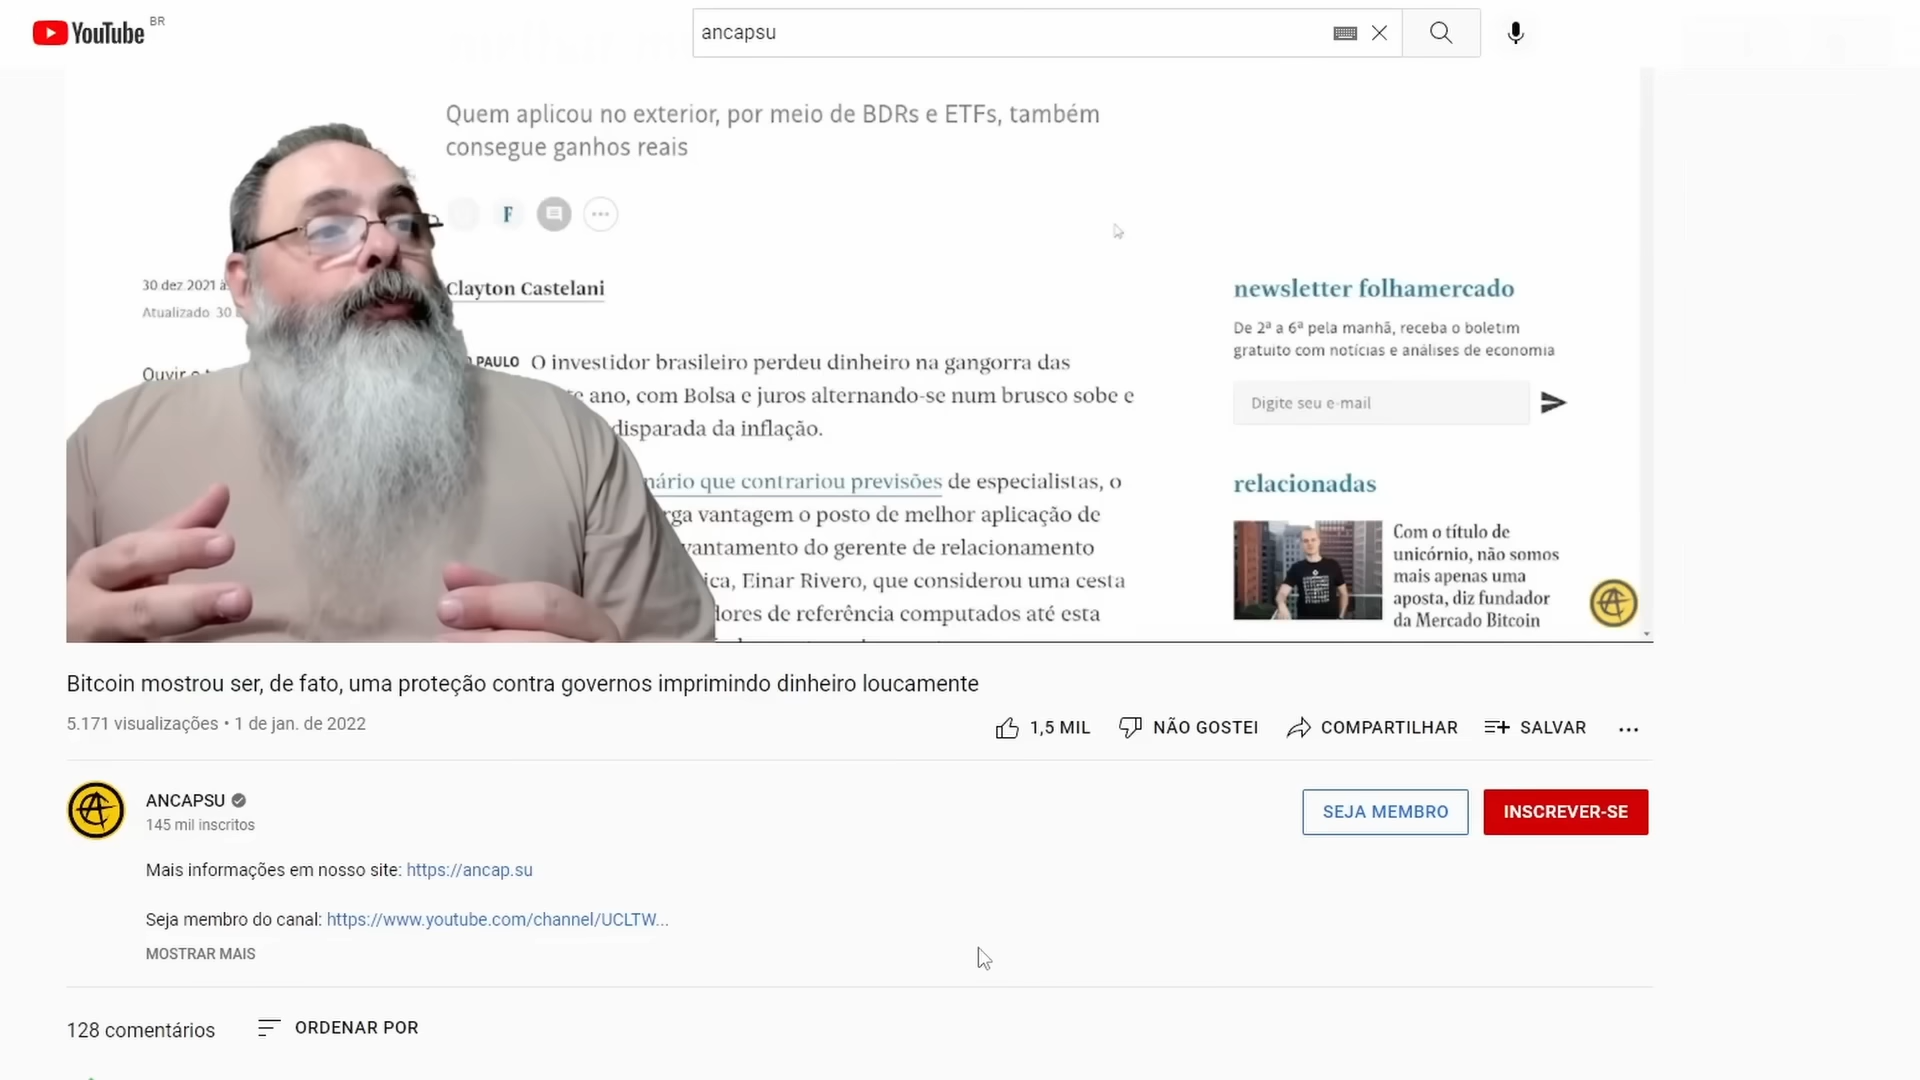 YouTube BR
ancapsu
Quem aplicou no exterior, por meio de BDRs e ETFs, também
consegue ganhos reais
F
30 dez.2021
Atualizado 30
Clayton Castelani
newsletter folhamercado
De 2ª a 6ª pela manhã, receba o boletim
gratuito com notícias e análises de economia
Digite seu e-mail
Ouvir o
PAULO O investidor brasileiro perdeu dinheiro na gangorra das
ano, com Bolsa e juros alternando-se num brusco sobe e
disparada da inflação.
nário que contrariou previsões de especialistas, o
rga vantagem o posto de melhor aplicação de
vantamento do gerente de relacionamento
ica, Einar Rivero, que considerou uma cesta
lores de referência computados até esta
relacionadas
Com o título de
unicórnio, não somos
mais apenas uma
aposta, diz fundador
da Mercado Bitcoin
Bitcoin mostrou ser, de fato, uma proteção contra governos imprimindo dinheiro loucamente
5.171 visualizações • 1 de jan. de 2022
1,5 MIL NÃO GOSTEI COMPARTILHAR SALVAR ...
ANCAPSU
145 mil inscritos
SEJA MEMBRO
INSCREVER-SE
Mais informações em nosso site: https://ancap.su
Seja membro do canal: https://www.youtube.com/channel/UCLTW...
MOSTRAR MAIS
128 comentários
ORDENAR POR